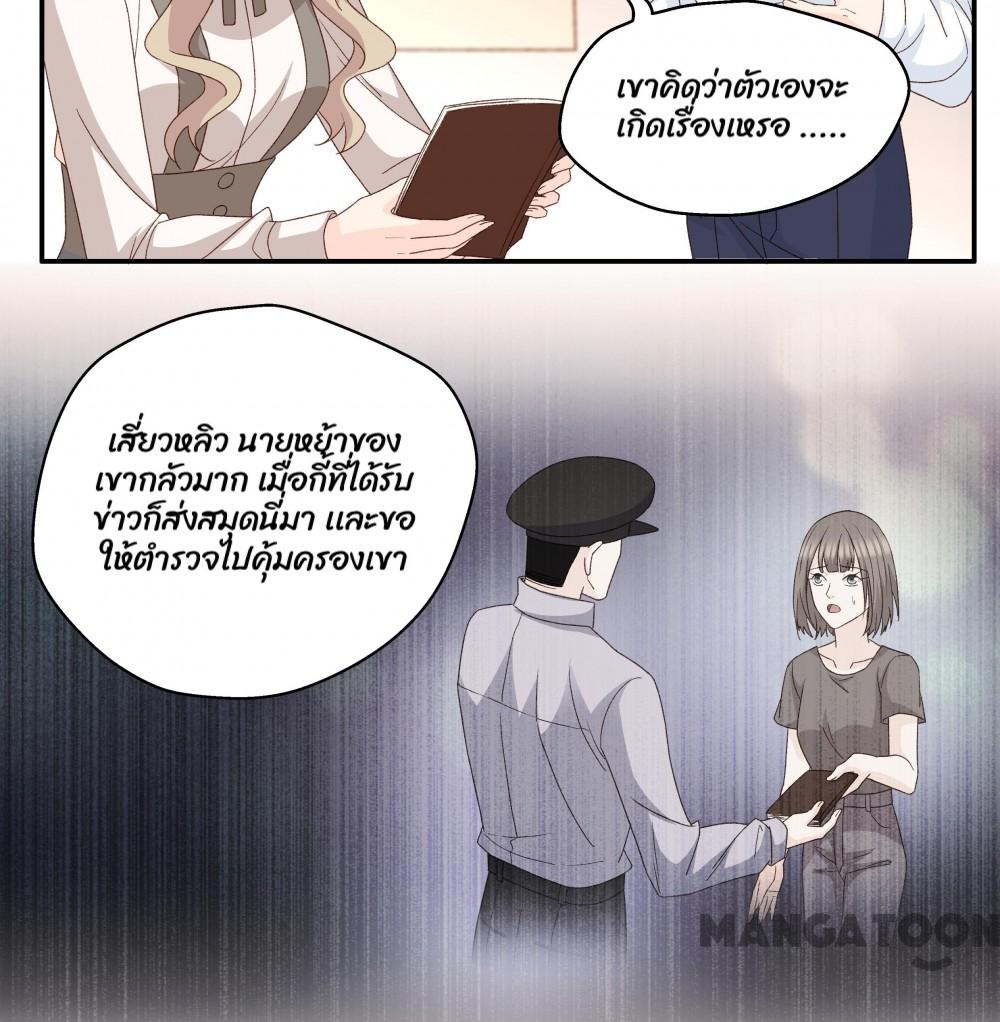 เขาคิดว่าตัวเองจะ
เกิดเรื่องเหรอ .....
เสี่ยวหลิว นายหย้าของ
เขากลัวมาก เมื่อกี้ที่ได้รับ
ข่าวก็ส่งสมุดนี่มา และขอ
ให้ตำรวจไปคุ้มครองเขา
MANGATOON